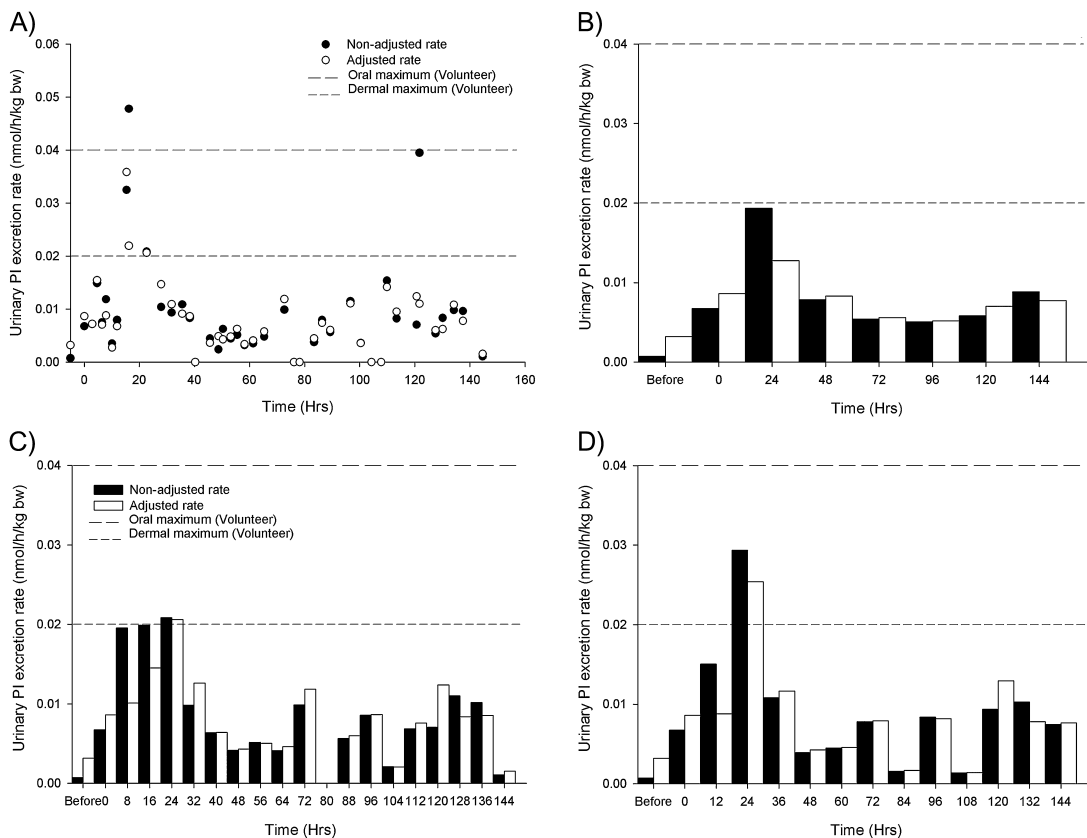 A)
Urinary PI excretion rate (nmol/h/kg bw)
0.06
0.05
0.04
0.03
0.02
0.01
0.00
Non-adjusted rate
Adjusted rate
Oral maximum (Volunteer)
Dermal maximum (Volunteer)
0 20 40 60 80 100 120 140 160
Time (Hrs)
B)
Urinary PI excretion rate (nmol/h/kg bw)
0.04
0.03
0.02
0.01
0.00
Before 0 24 48 72 96 120 144
Time (Hrs)
C)
Urinary PI excretion rate (nmol/h/kg bw)
0.04
0.03
0.02
0.01
0.00
Non-adjusted rate
Adjusted rate
Oral maximum (Volunteer)
Dermal maximum (Volunteer)
Before 0 8 16 24 32 40 48 56 64 72 80 88 96 104 112 120 128 136 144
Time (Hrs)
D)
Urinary PI excretion rate (nmol/h/kg bw)
0.04
0.03
0.02
0.01
0.00
Before 0 12 24 36 48 60 72 84 96 108 120 132 144
Time (Hrs)